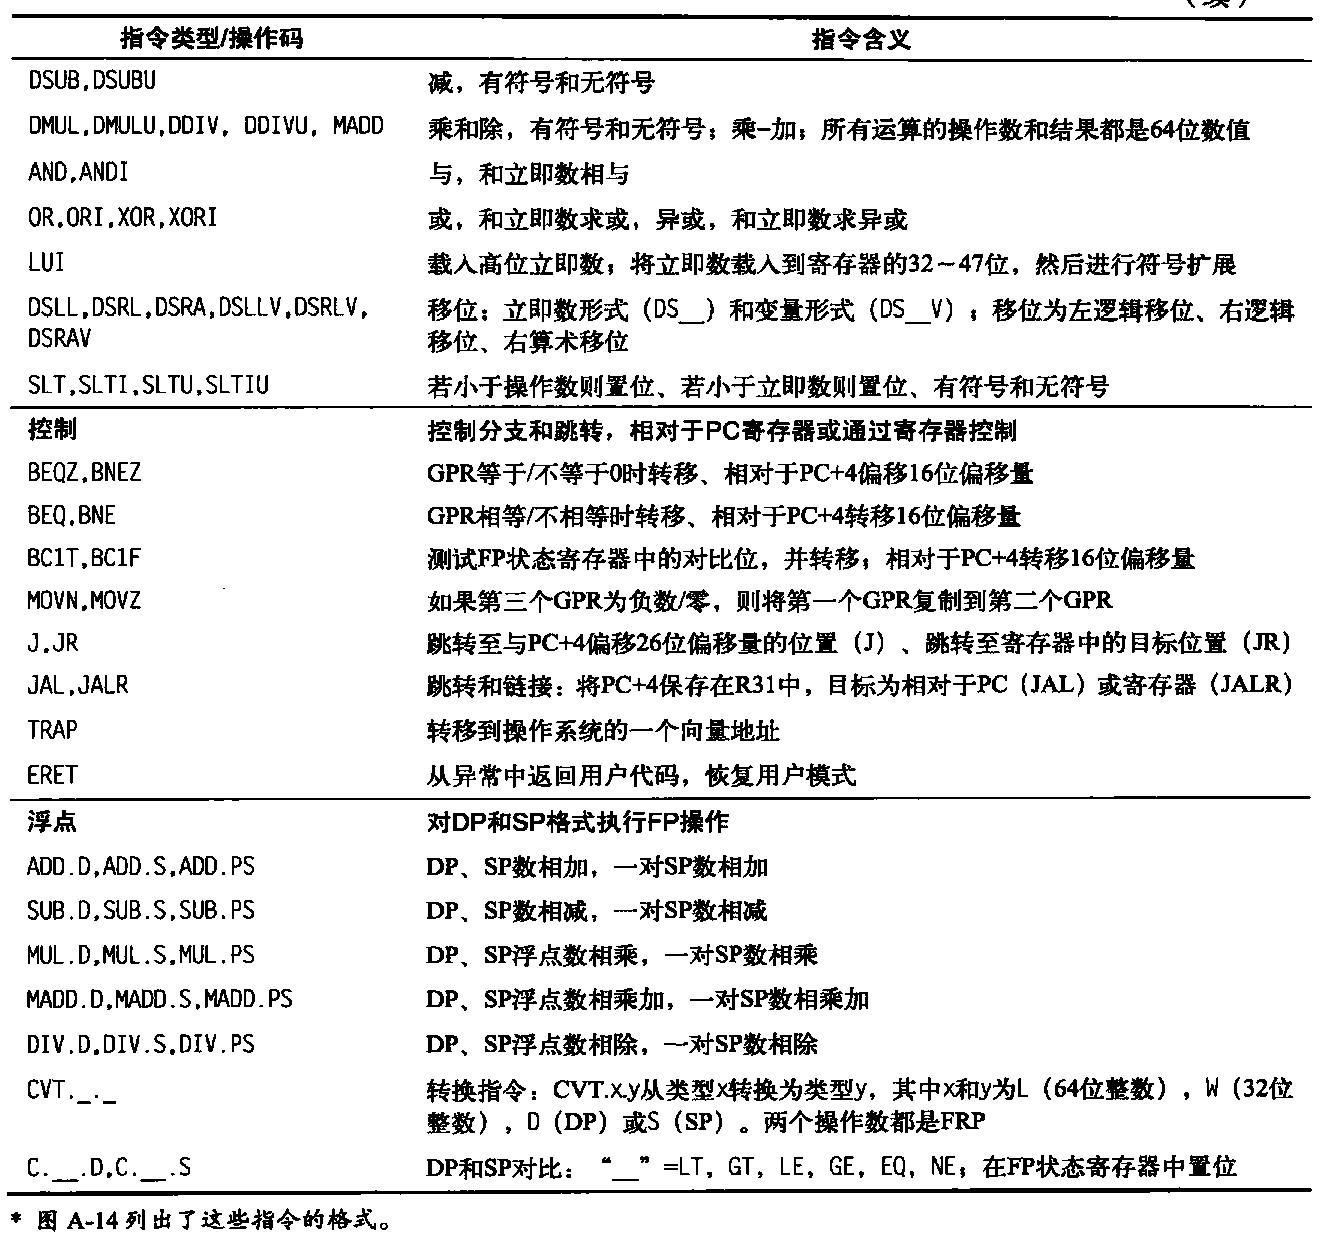 （续）
指令类型/操作码 指令含义
DSUB,DSUBU 减，有符号和无符号
DMUL,DMULU,DDIV, DDIVU, MADD 乘和除，有符号和无符号；乘-加；所有运算的操作数和结果都是64位数值
AND,ANDI 与，和立即数相与
OR,ORI,XOR,XORI 或，和立即数求或，异或，和立即数求异或
LUI 载入高位立即数；将立即数载入到寄存器的32～47位，然后进行符号扩展
DSLL,DSRL,DSRA,DSLLV,DSRLV, 移位：立即数形式（DS__）和变量形式（DS__V）；移位为左逻辑移位、右逻辑
DSRAV 移位、右算术移位
SLT,SLTI,SLTU,SLTIU 若小于操作数则置位、若小于立即数则置位、有符号和无符号
控制 控制分支和跳转，相对于PC寄存器或通过寄存器控制
BEQZ,BNEZ GPR等于/不等于0时转移、相对于PC+4偏移16位偏移量
BEQ,BNE GPR相等/不相等时转移、相对于PC+4转移16位偏移量
BC1T,BC1F 测试FP状态寄存器中的对比位，并转移；相对于PC+4转移16位偏移量
MOVN,MOVZ 如果第三个GPR为负数/零，则将第一个GPR复制到第二个GPR
J,JR 跳转至与PC+4偏移26位偏移量的位置（J）、跳转至寄存器中的目标位置（JR）
JAL,JALR 跳转和链接：将PC+4保存在R31中，目标为相对于PC（JAL）或寄存器（JALR）
TRAP 转移到操作系统的一个向量地址
ERET 从异常中返回用户代码，恢复用户模式
浮点 对DP和SP格式执行FP操作
ADD.D,ADD.S,ADD.PS DP、SP数相加，一对SP数相加
SUB.D,SUB.S,SUB.PS DP、SP数相减，一对SP数相减
MUL.D,MUL.S,MUL.PS DP、SP浮点数相乘，一对SP数相乘
MADD.D,MADD.S,MADD.PS DP、SP浮点数相乘加，一对SP数相乘加
DIV.D,DIV.S,DIV.PS DP、SP浮点数相除，一对SP数相除
CVT._._ 转换指令：CVT.x.y从类型x转换为类型y，其中x和y为L（64位整数），W（32位
整数），D（DP）或S（SP）。两个操作数都是FRP
C.__.D,C.__.S DP和SP对比：“__”=LT，GT，LE，GE，EQ，NE；在FP状态寄存器中置位
* 图 A-14 列出了这些指令的格式。